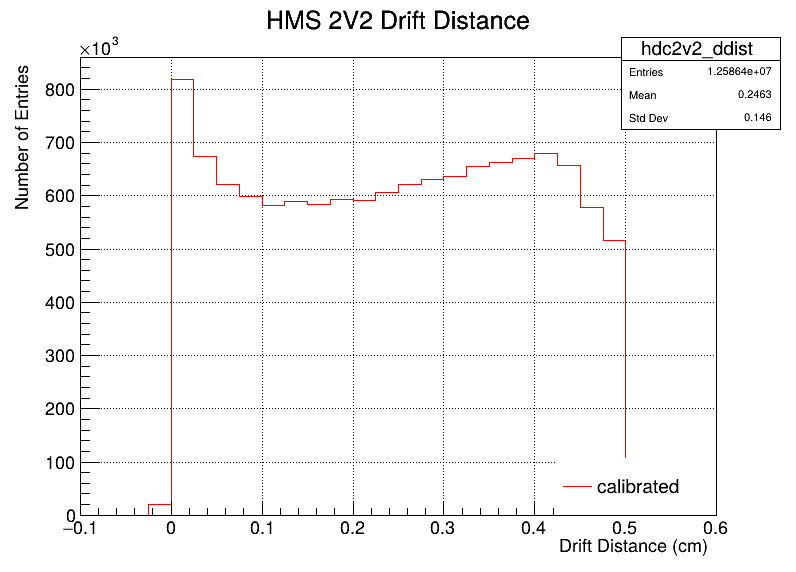 HMS 2V2 Drift Distance
×10³
hdc2v2_ddist
Entries 1.25864e+07
Mean 0.2463
Std Dev 0.146
Number of Entries
800
700
600
500
400
300
200
100
0
−0.1 0 0.1 0.2 0.3 0.4 0.5 0.6
calibrated
Drift Distance (cm)